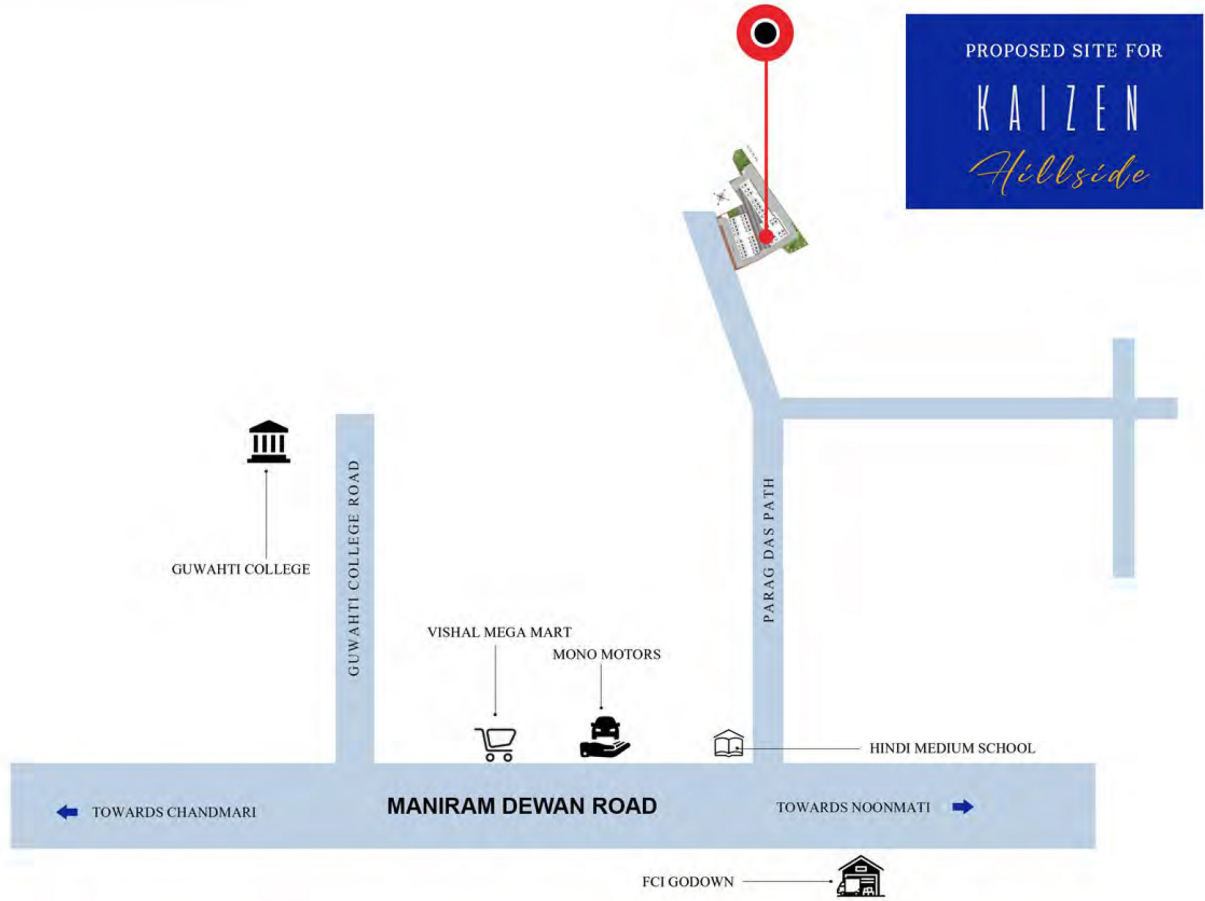 PROPOSED SITE FOR
KAIZEN
Hillside
GUWAHTI COLLEGE
GUWAHTI COLLEGE ROAD
PARAG DAS PATH
VISHAL MEGA MART
MONO MOTORS
HINDI MEDIUM SCHOOL
TOWARDS CHANDMARI
MANIRAM DEWAN ROAD
TOWARDS NOONMATI
FCI GODOWN